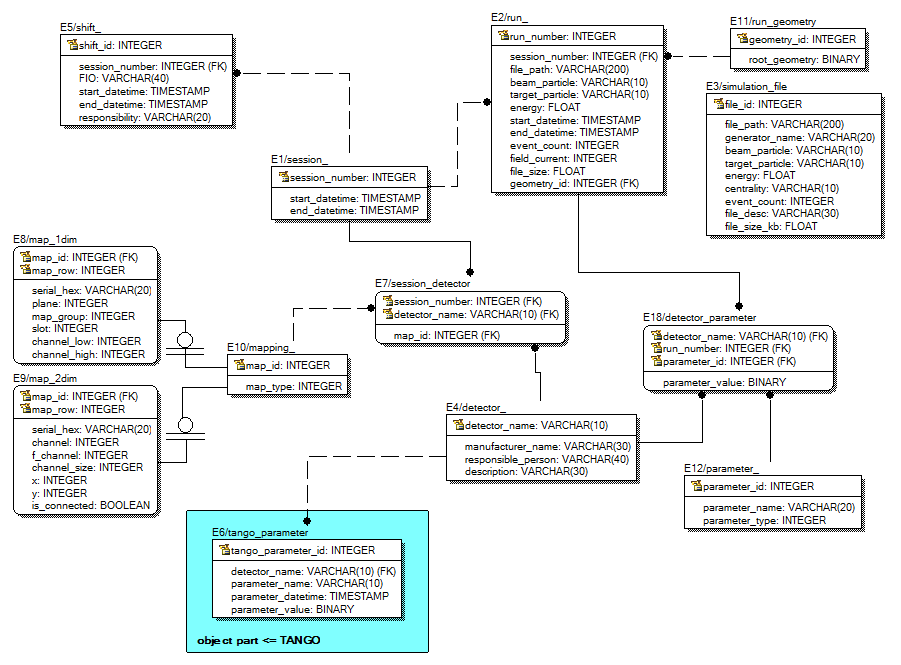 E5/shift_
shift_id: INTEGER
session_number: INTEGER (FK)
FIO: VARCHAR(40)
start_datetime: TIMESTAMP
end_datetime: TIMESTAMP
responsibility: VARCHAR(20)
E2/run_
run_number: INTEGER
session_number: INTEGER (FK)
file_path: VARCHAR(200)
beam_particle: VARCHAR(10)
target_particle: VARCHAR(10)
energy: FLOAT
start_datetime: TIMESTAMP
end_datetime: TIMESTAMP
event_count: INTEGER
field_current: INTEGER
file_size: FLOAT
geometry_id: INTEGER (FK)
E11/run_geometry
geometry_id: INTEGER
root_geometry: BINARY
E3/simulation_file
file_id: INTEGER
file_path: VARCHAR(200)
generator_name: VARCHAR(20)
beam_particle: VARCHAR(10)
target_particle: VARCHAR(10)
energy: FLOAT
centrality: VARCHAR(10)
event_count: INTEGER
file_desc: VARCHAR(30)
file_size_kb: FLOAT
E1/session_
session_number: INTEGER
start_datetime: TIMESTAMP
end_datetime: TIMESTAMP
E8/map_1dim
map_id: INTEGER (FK)
map_row: INTEGER
serial_hex: VARCHAR(20)
plane: INTEGER
map_group: INTEGER
slot: INTEGER
channel_low: INTEGER
channel_high: INTEGER
E7/session_detector
session_number: INTEGER (FK)
detector_name: VARCHAR(10) (FK)
map_id: INTEGER (FK)
E18/detector_parameter
detector_name: VARCHAR(10) (FK)
run_number: INTEGER (FK)
parameter_id: INTEGER (FK)
parameter_value: BINARY
E10/mapping_
map_id: INTEGER
map_type: INTEGER
E9/map_2dim
map_id: INTEGER (FK)
map_row: INTEGER
serial_hex: VARCHAR(20)
channel: INTEGER
f_channel: INTEGER
channel_size: INTEGER
x: INTEGER
y: INTEGER
is_connected: BOOLEAN
E4/detector_
detector_name: VARCHAR(10)
manufacturer_name: VARCHAR(30)
responsible_person: VARCHAR(40)
description: VARCHAR(30)
E12/parameter_
parameter_id: INTEGER
parameter_name: VARCHAR(20)
parameter_type: INTEGER
E6/tango_parameter
tango_parameter_id: INTEGER
detector_name: VARCHAR(10) (FK)
parameter_name: VARCHAR(10)
parameter_datetime: TIMESTAMP
parameter_value: BINARY
object part <= TANGO